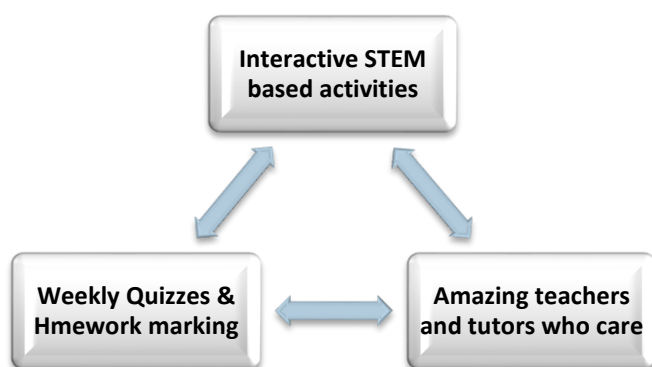 Interactive STEM
based activities
Weekly Quizzes &
Hmework marking
Amazing teachers
and tutors who care